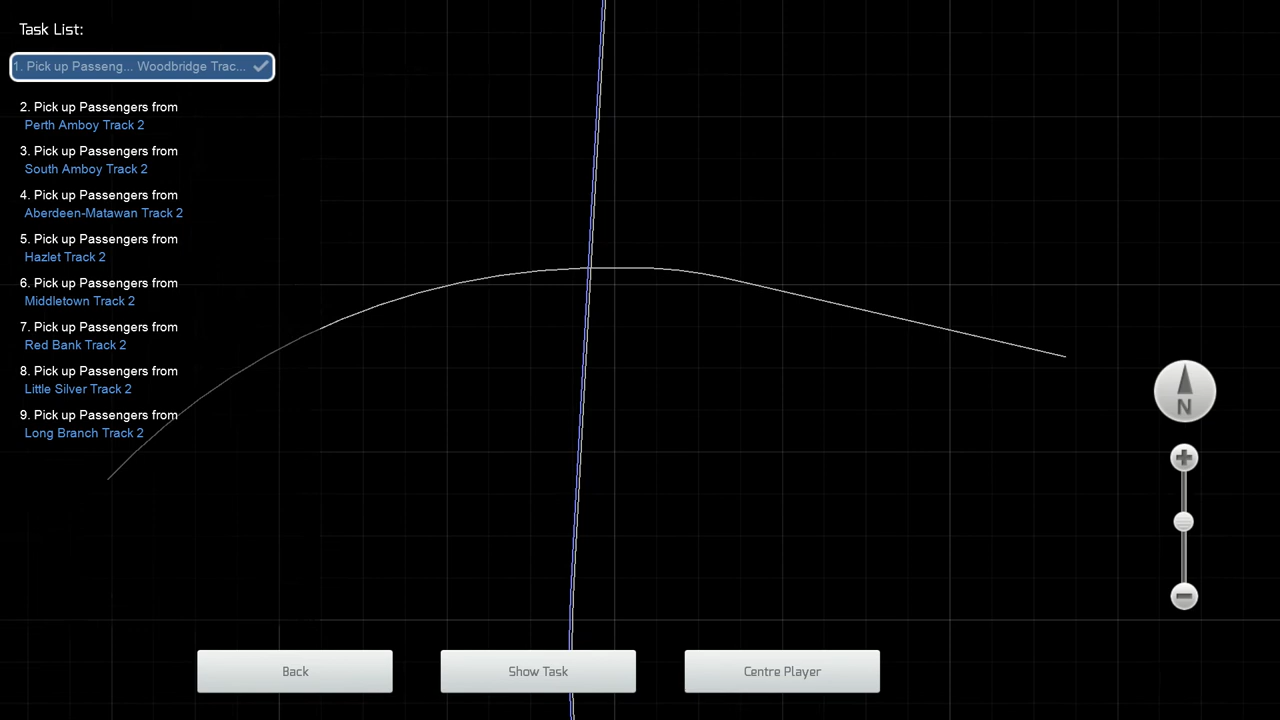 Task List:
1. Pick up Passeng... Woodbridge Trac...
2. Pick up Passengers from
Perth Amboy Track 2
3. Pick up Passengers from
South Amboy Track 2
4. Pick up Passengers from
Aberdeen-Matawan Track 2
5. Pick up Passengers from
Hazlet Track 2
6. Pick up Passengers from
Middletown Track 2
7. Pick up Passengers from
Red Bank Track 2
8. Pick up Passengers from
Little Silver Track 2
9. Pick up Passengers from
Long Branch Track 2
N
Back
Show Task
Centre Player